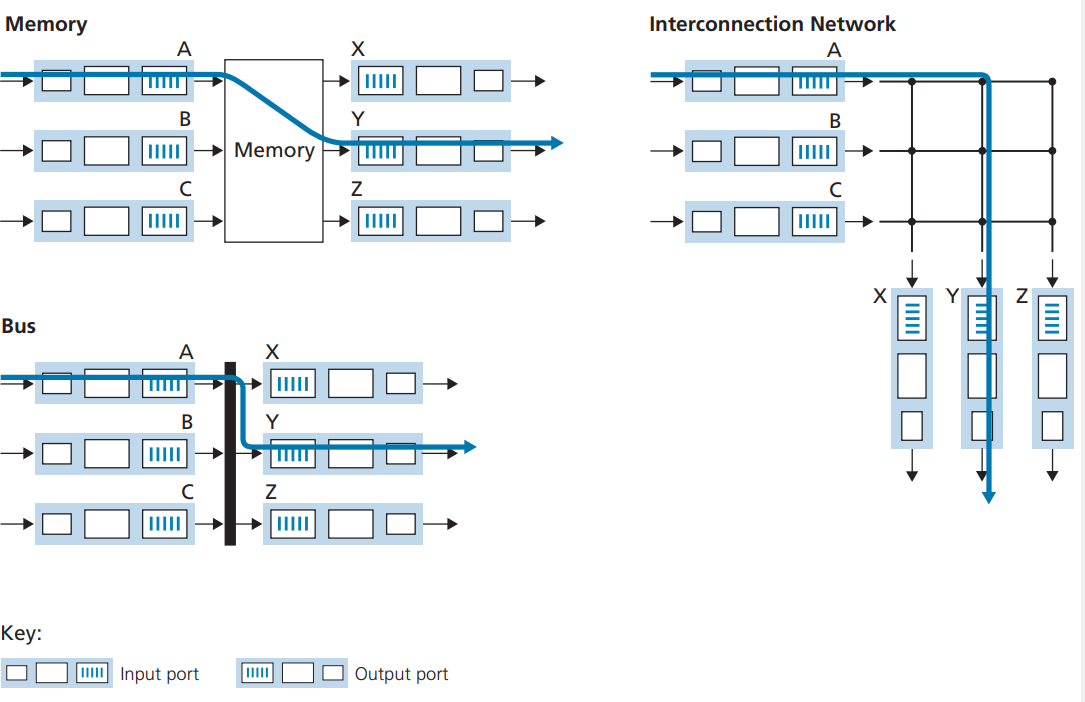 Memory
A
X
B
Y
Memory
C
Z
Interconnection Network
A
B
C
X
Y
Z
Bus
A
X
B
Y
C
Z
Key:
Input port
Output port